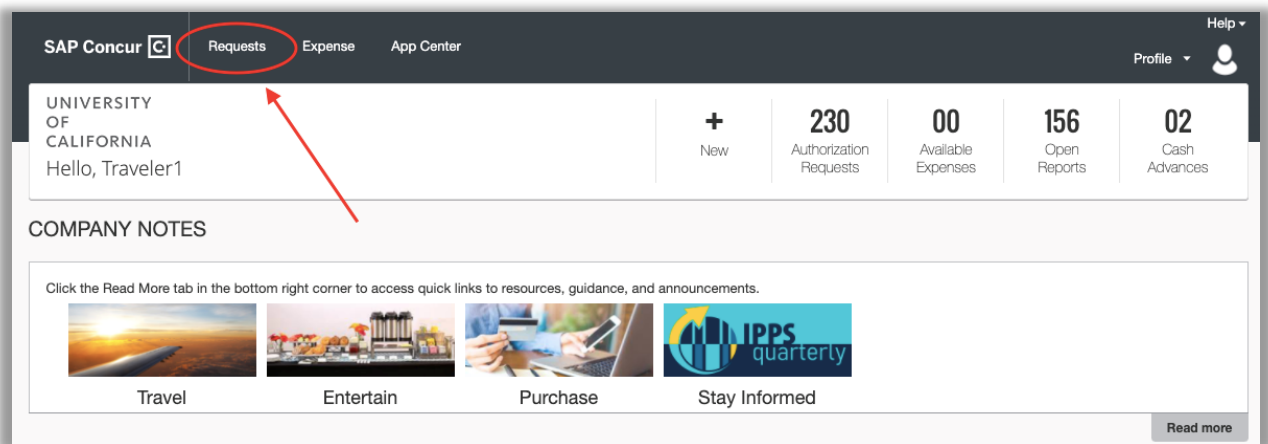 Help
SAP Concur C
Requests
Expense
App Center
Profile
UNIVERSITY
OF
CALIFORNIA
Hello, Traveler1
+
New
230
Authorization
Requests
00
Available
Expenses
156
Open
Reports
02
Cash
Advances
COMPANY NOTES
Click the Read More tab in the bottom right corner to access quick links to resources, guidance, and announcements.
IPPS
quarterly
Travel
Entertain
Purchase
Stay Informed
Read more